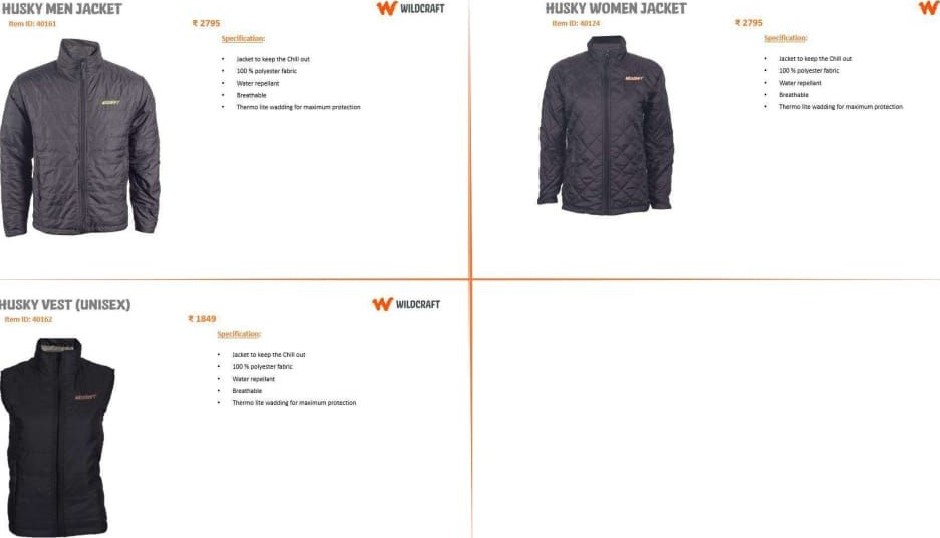 HUSKY MEN JACKET
WILDCRAFT
Item ID: 40161
₹ 2795
Specification:
• Jacket to keep the Chill out
• 100 % polyester fabric
• Water repellant
• Breathable
• Thermo lite wadding for maximum protection
HUSKY WOMEN JACKET
Item ID: 40124
₹ 2795
Specification:
• Jacket to keep the Chill out
• 100 % polyester fabric
• Water repellant
• Breathable
• Thermo lite wadding for maximum protection
HUSKY VEST (UNISEX)
WILDCRAFT
Item ID: 40162
₹ 1849
Specification:
• Jacket to keep the Chill out
• 100 % polyester fabric
• Water repellant
• Breathable
• Thermo lite wadding for maximum protection